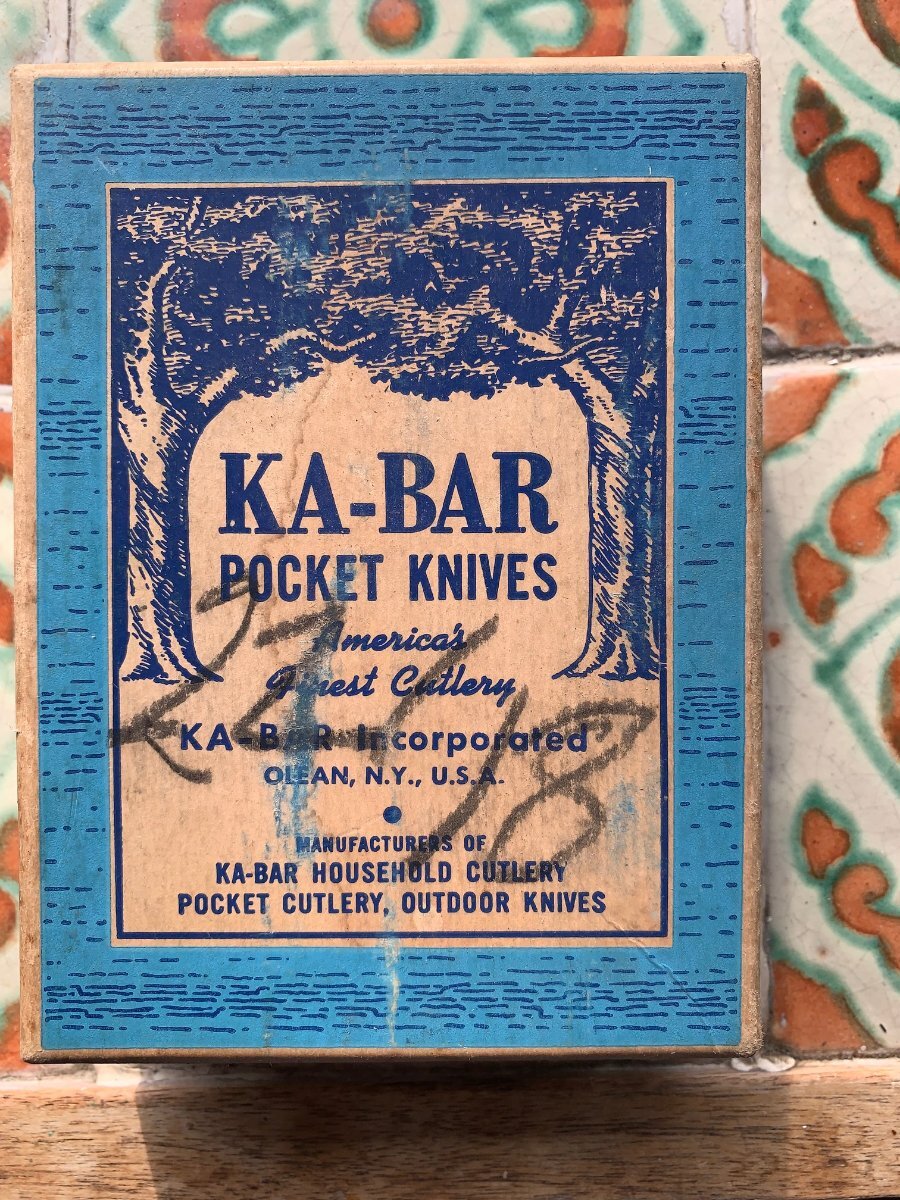 KA-BAR
POCKET KNIVES
America's
Finest Cutlery
KA-BAR Incorporated
OLEAN, N.Y., U.S.A.
MANUFACTURERS OF
KA-BAR HOUSEHOLD CUTLERY
POCKET CUTLERY, OUTDOOR KNIVES